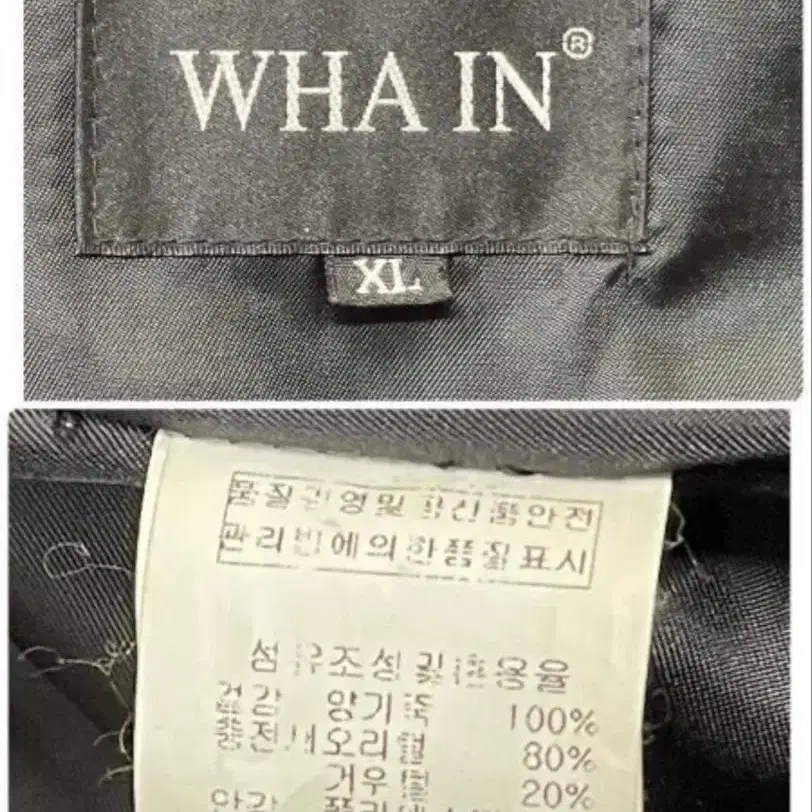 WHA IN®
XL
품질경영및공산품안전
관리법에의한품질표시
섬유조성및혼용율
겉감 양가죽 100%
충전재오리털 80%
거위털 20%
안감